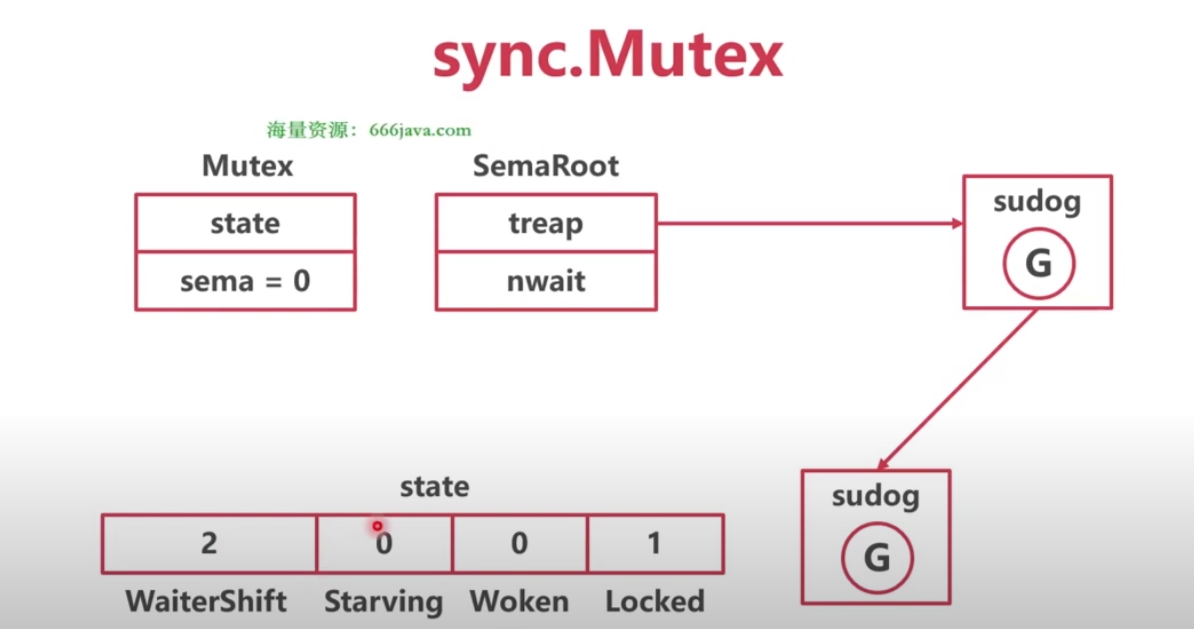 sync.Mutex
海量资源：666java.com
Mutex
SemaRoot
state
treap
sema = 0
nwait
sudog
G
state
2
0
0
1
WaiterShift
Starving
Woken
Locked
sudog
G